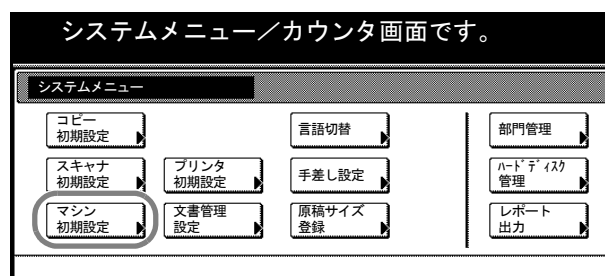 システムメニュー／カウンタ画面です。
システムメニュー
コピー
初期設定
言語切替
部門管理
スキャナ
初期設定
プリンタ
初期設定
手差し設定
ﾊｰﾄﾞﾃﾞｨｽｸ
管理
マシン
初期設定
文書管理
設定
原稿サイズ
登録
レポート
出力